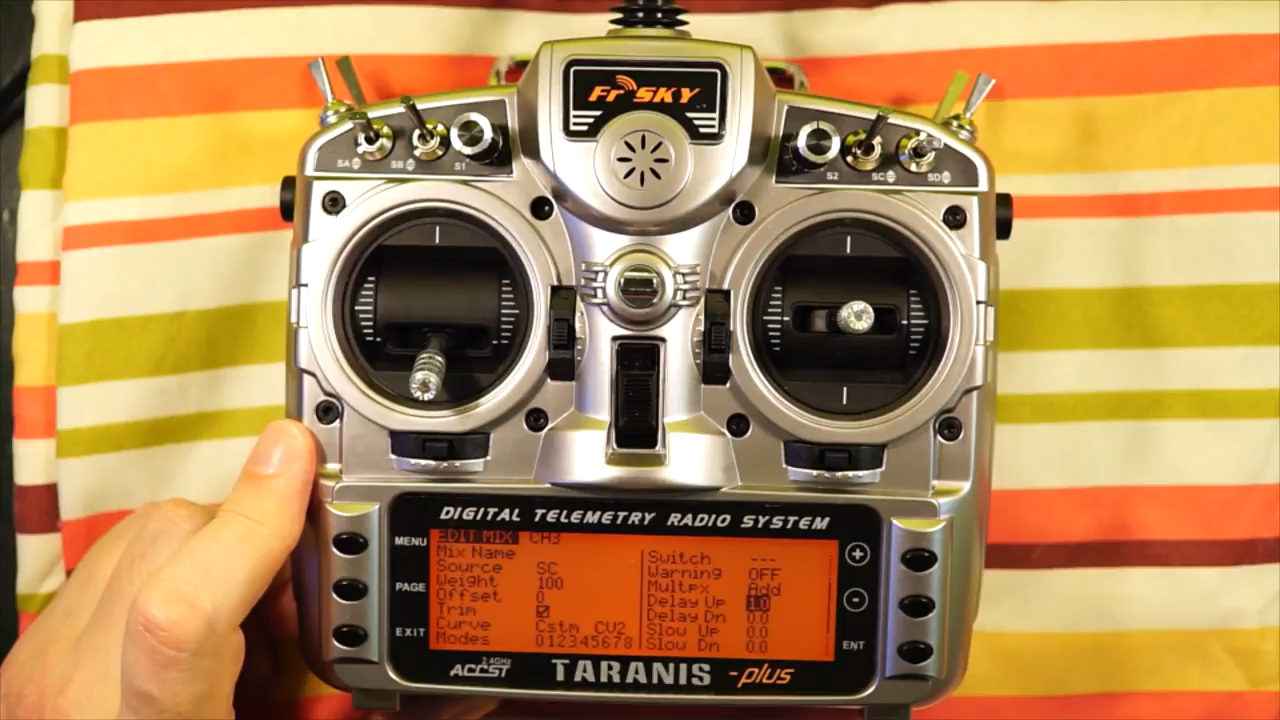 FrSKY
SA SB S1
S2 SC SD
DIGITAL TELEMETRY RADIO SYSTEM
MENU
PAGE
EXIT
EDIT MIX CH3
Mix Name
Source SC
Weight 100
Offset 0
Trim
Curve Cstm CV2
Modes 012345678
Switch ---
Warning OFF
Multpx Add
Delay Up 1.0
Delay Dn 0.0
Slow Up 0.0
Slow Dn 0.0
+
-
ENT
2.4GHz
ACCST TARANIS -plus